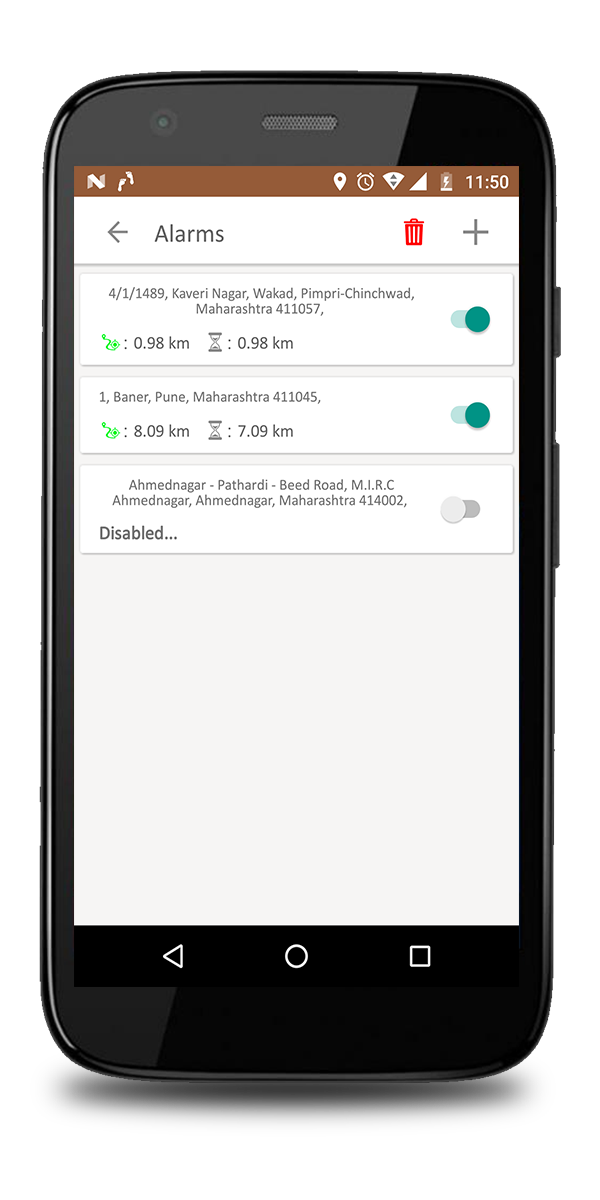 11:50
Alarms
4/1/1489, Kaveri Nagar, Wakad, Pimpri-Chinchwad,
Maharashtra 411057,
: 0.98 km : 0.98 km
1, Baner, Pune, Maharashtra 411045,
: 8.09 km : 7.09 km
Ahmednagar - Pathardi - Beed Road, M.I.R.C
Ahmednagar, Ahmednagar, Maharashtra 414002,
Disabled...